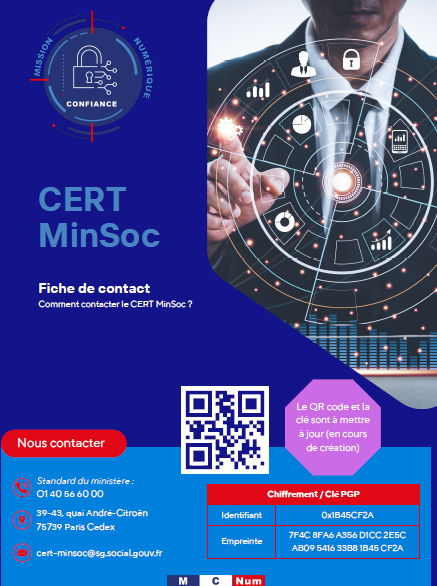 MISSION
NUMÉRIQUE
CONFIANCE
CERT
MinSoc
Fiche de contact
Comment contacter le CERT MinSoc ?
Le QR code et la
clé sont à mettre
à jour (en cours
de création)
Nous contacter
Standard du ministère :
01 40 56 60 00
39-43, quai André-Citroën
75739 Paris Cedex
cert-minsoc@sg.social.gouv.fr
Chiffrement / Clé PGP
Identifiant 0x1B45CF2A
Empreinte 7F4C 8FA6 A356 D1CC 2E5C
AB09 5416 33B8 1B45 CF2A
M C Num